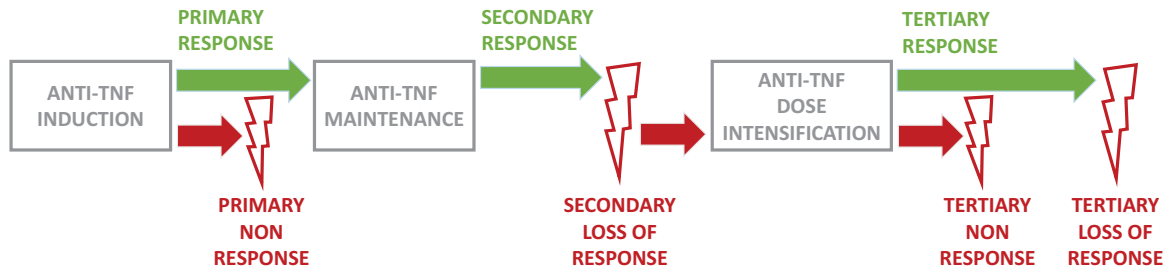 PRIMARY
RESPONSE
SECONDARY
RESPONSE
TERTIARY
RESPONSE
ANTI-TNF
INDUCTION
ANTI-TNF
MAINTENANCE
ANTI-TNF
DOSE
INTENSIFICATION
PRIMARY
NON
RESPONSE
SECONDARY
LOSS OF
RESPONSE
TERTIARY
NON
RESPONSE
TERTIARY
LOSS OF
RESPONSE